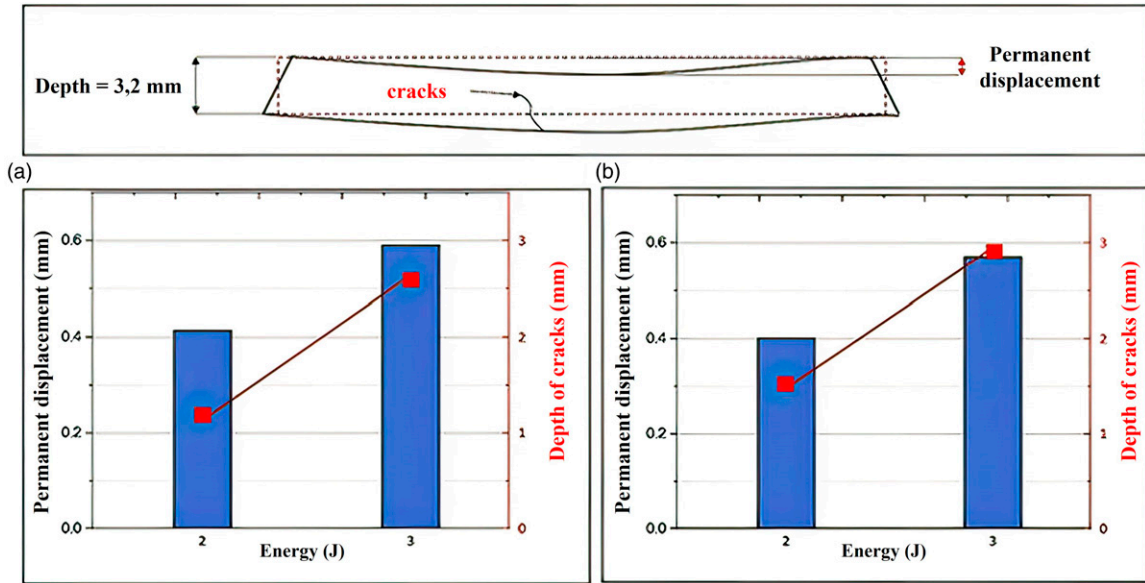 Depth = 3,2 mm
cracks
Permanent
displacement
(a)
Permanent displacement (mm)
0.6
0.4
0.2
0.0
2
3
Energy (J)
3
2
1
0
Depth of cracks (mm)
(b)
Permanent displacement (mm)
0.6
0.4
0.2
0.0
2
3
Energy (J)
3
2
1
0
Depth of cracks (mm)